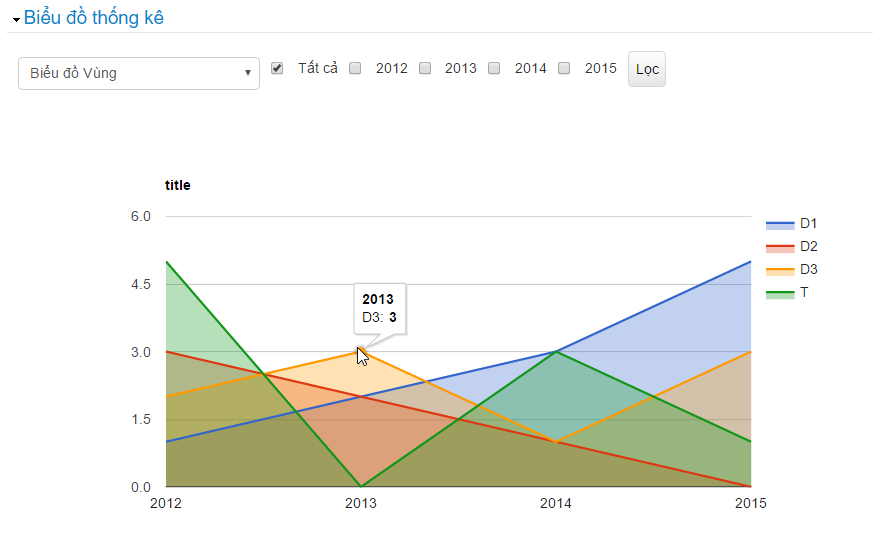 Biểu đồ thống kê
Biểu đồ Vùng Tất cả 2012 2013 2014 2015 Lọc
title
6.0
4.5
3.0
1.5
0.0
2013
D3: 3
2012 2013 2014 2015
D1
D2
D3
T